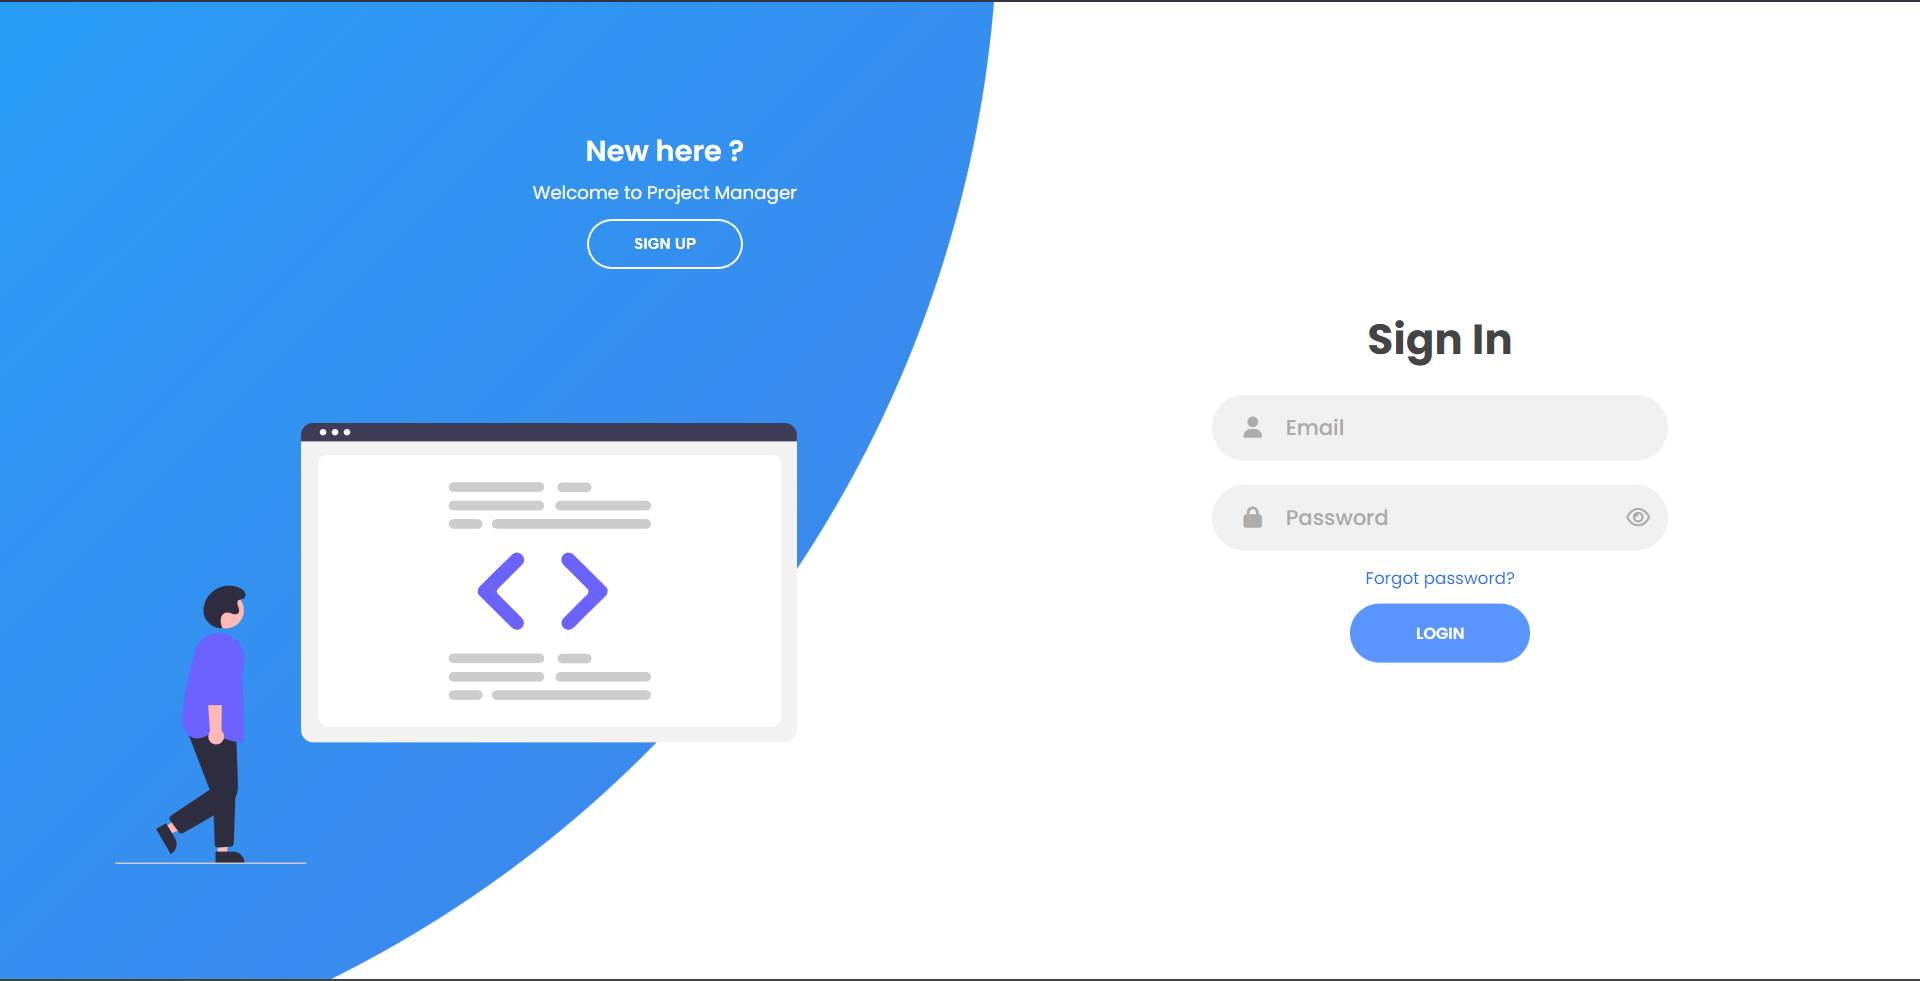 New here ?
Welcome to Project Manager
SIGN UP
Sign In
Email
Password
Forgot password?
LOGIN